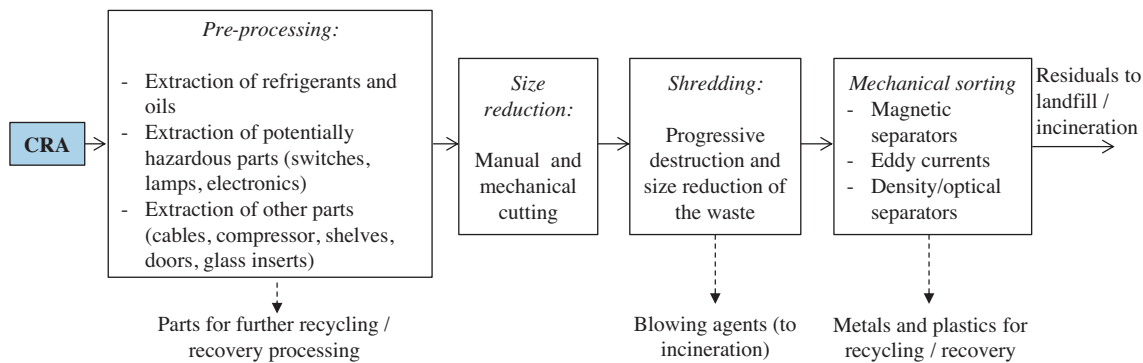 CRA
Pre-processing:
- Extraction of refrigerants and
oils
- Extraction of potentially
hazardous parts (switches,
lamps, electronics)
- Extraction of other parts
(cables, compressor, shelves,
doors, glass inserts)
Parts for further recycling /
recovery processing
Size
reduction:
Manual and
mechanical
cutting
Shredding:
Progressive
destruction and
size reduction of
the waste
Blowing agents (to
incineration)
Mechanical sorting
- Magnetic
separators
- Eddy currents
- Density/optical
separators
Metals and plastics for
recycling / recovery
Residuals to
landfill /
incineration